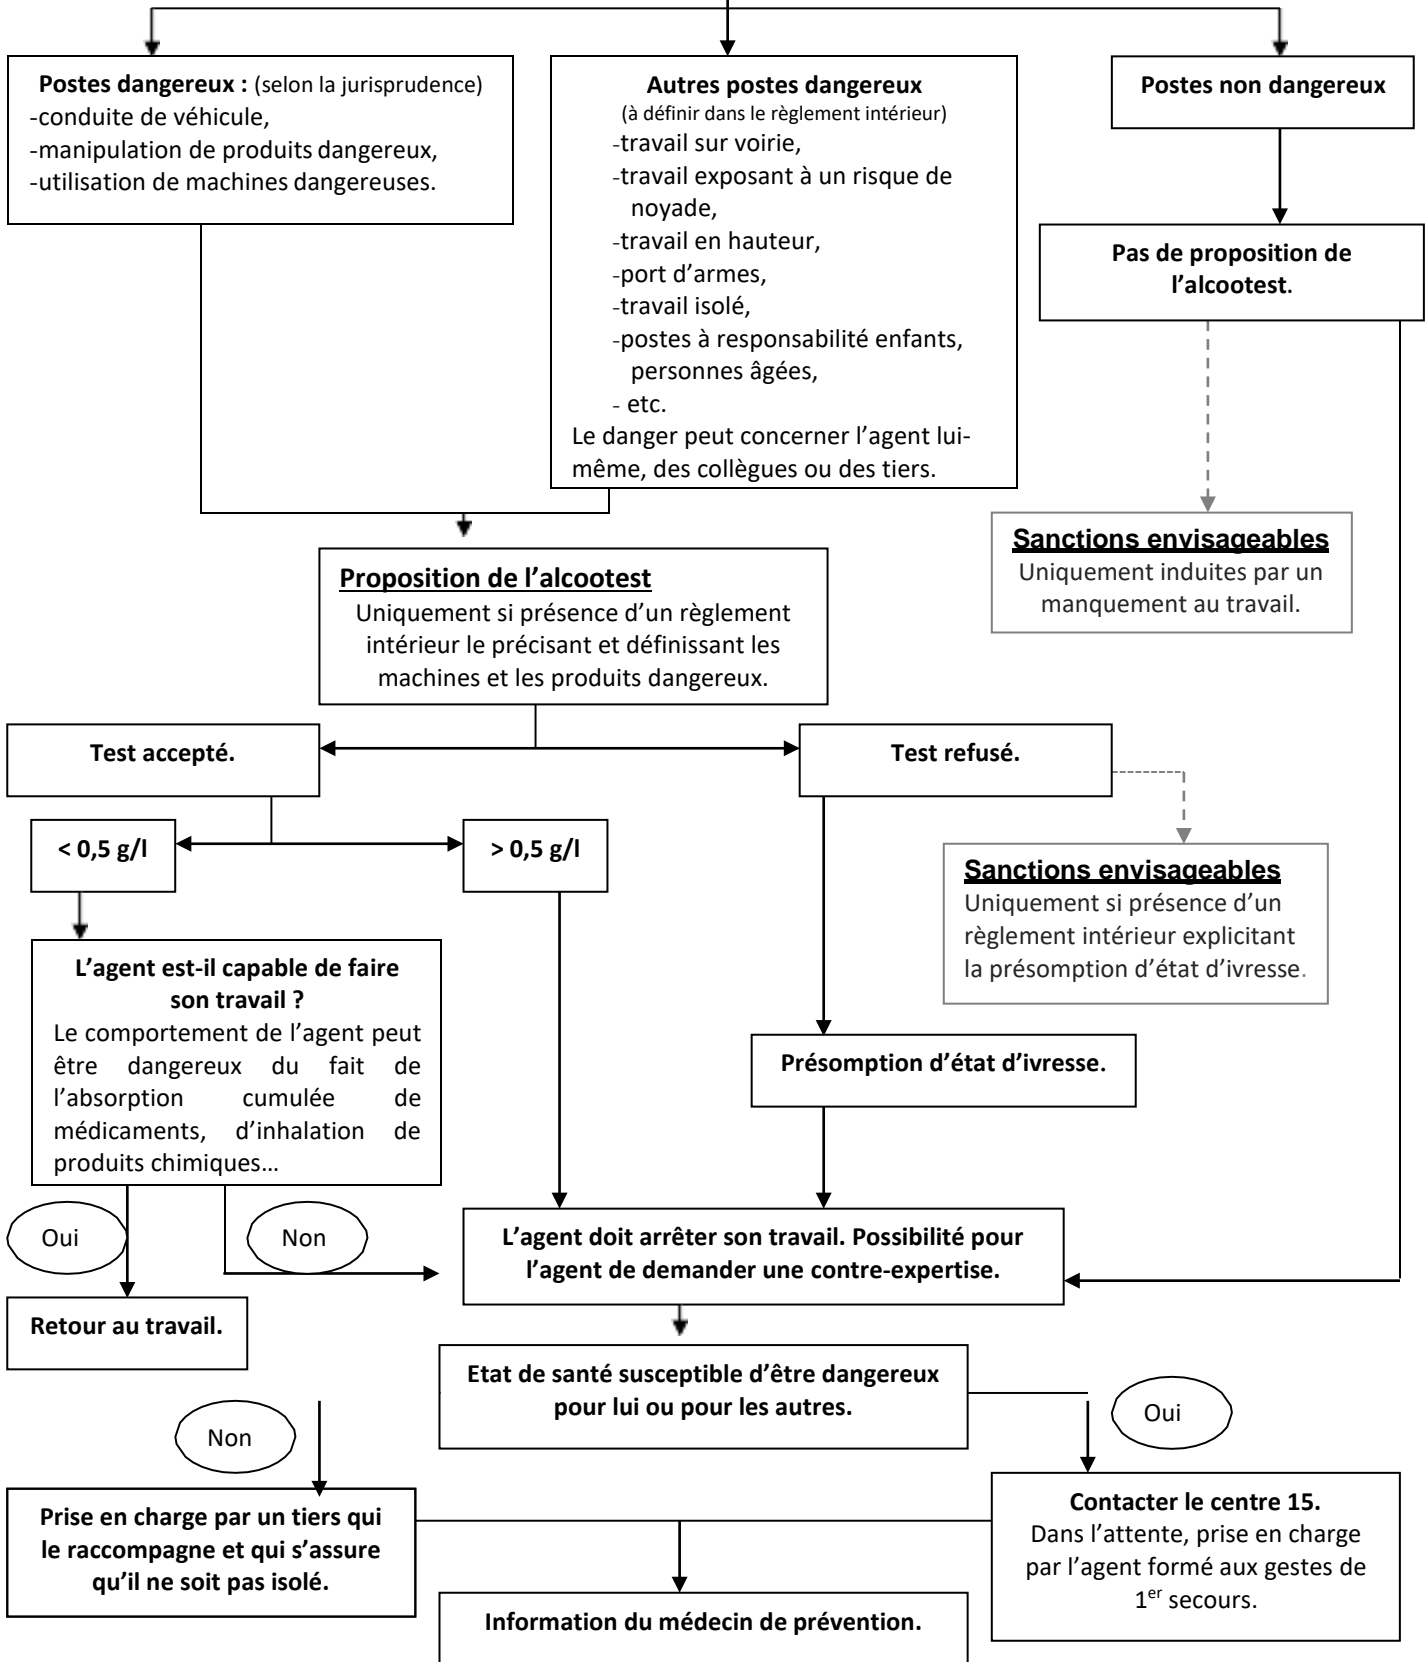 Postes dangereux : (selon la jurisprudence)
-conduite de véhicule,
-manipulation de produits dangereux,
-utilisation de machines dangereuses.
Autres postes dangereux
(à définir dans le règlement intérieur)
-travail sur voirie,
-travail exposant à un risque de
noyade,
-travail en hauteur,
-port d’armes,
-travail isolé,
-postes à responsabilité enfants,
personnes âgées,
- etc.
Le danger peut concerner l’agent lui-
même, des collègues ou des tiers.
Postes non dangereux
Pas de proposition de
l’alcootest.
Sanctions envisageables
Uniquement induites par un
manquement au travail.
Proposition de l’alcootest
Uniquement si présence d’un règlement
intérieur le précisant et définissant les
machines et les produits dangereux.
Test accepté.
Test refusé.
< 0,5 g/l
> 0,5 g/l
Sanctions envisageables
Uniquement si présence d’un
règlement intérieur explicitant
la présomption d’état d’ivresse.
L’agent est-il capable de faire
son travail ?
Le comportement de l’agent peut
être dangereux du fait de
l’absorption cumulée de
médicaments, d’inhalation de
produits chimiques…
Présomption d’état d’ivresse.
Oui
Non
L’agent doit arrêter son travail. Possibilité pour
l’agent de demander une contre-expertise.
Retour au travail.
Etat de santé susceptible d’être dangereux
pour lui ou pour les autres.
Non
Oui
Prise en charge par un tiers qui
le raccompagne et qui s’assure
qu’il ne soit pas isolé.
Contacter le centre 15.
Dans l’attente, prise en charge
par l’agent formé aux gestes de
1er secours.
Information du médecin de prévention.